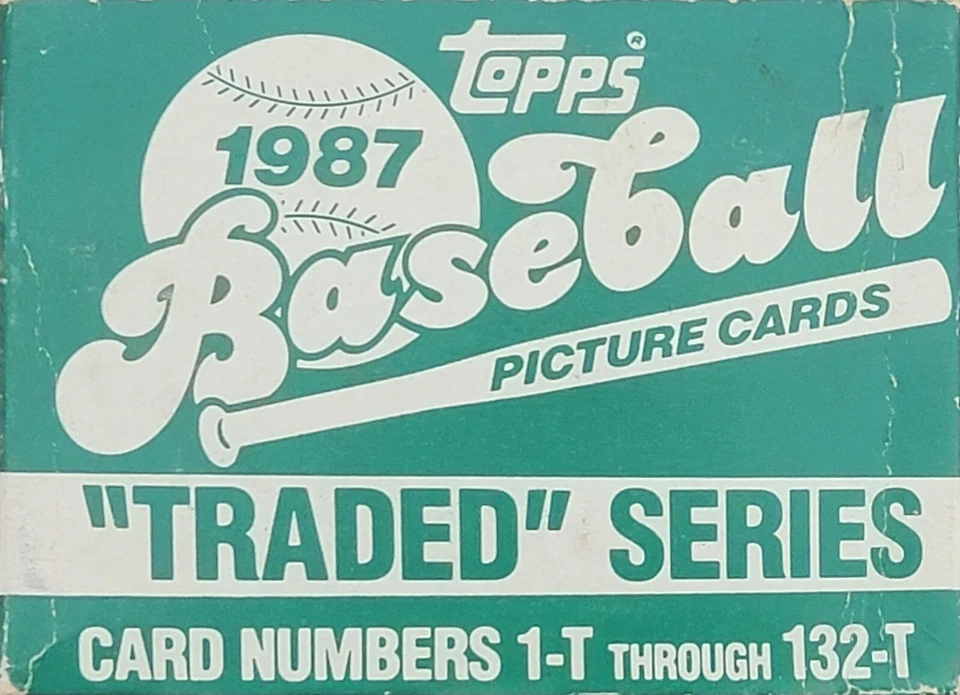 Topps®
1987
Baseball
PICTURE CARDS
"TRADED" SERIES
CARD NUMBERS 1-T THROUGH 132-T